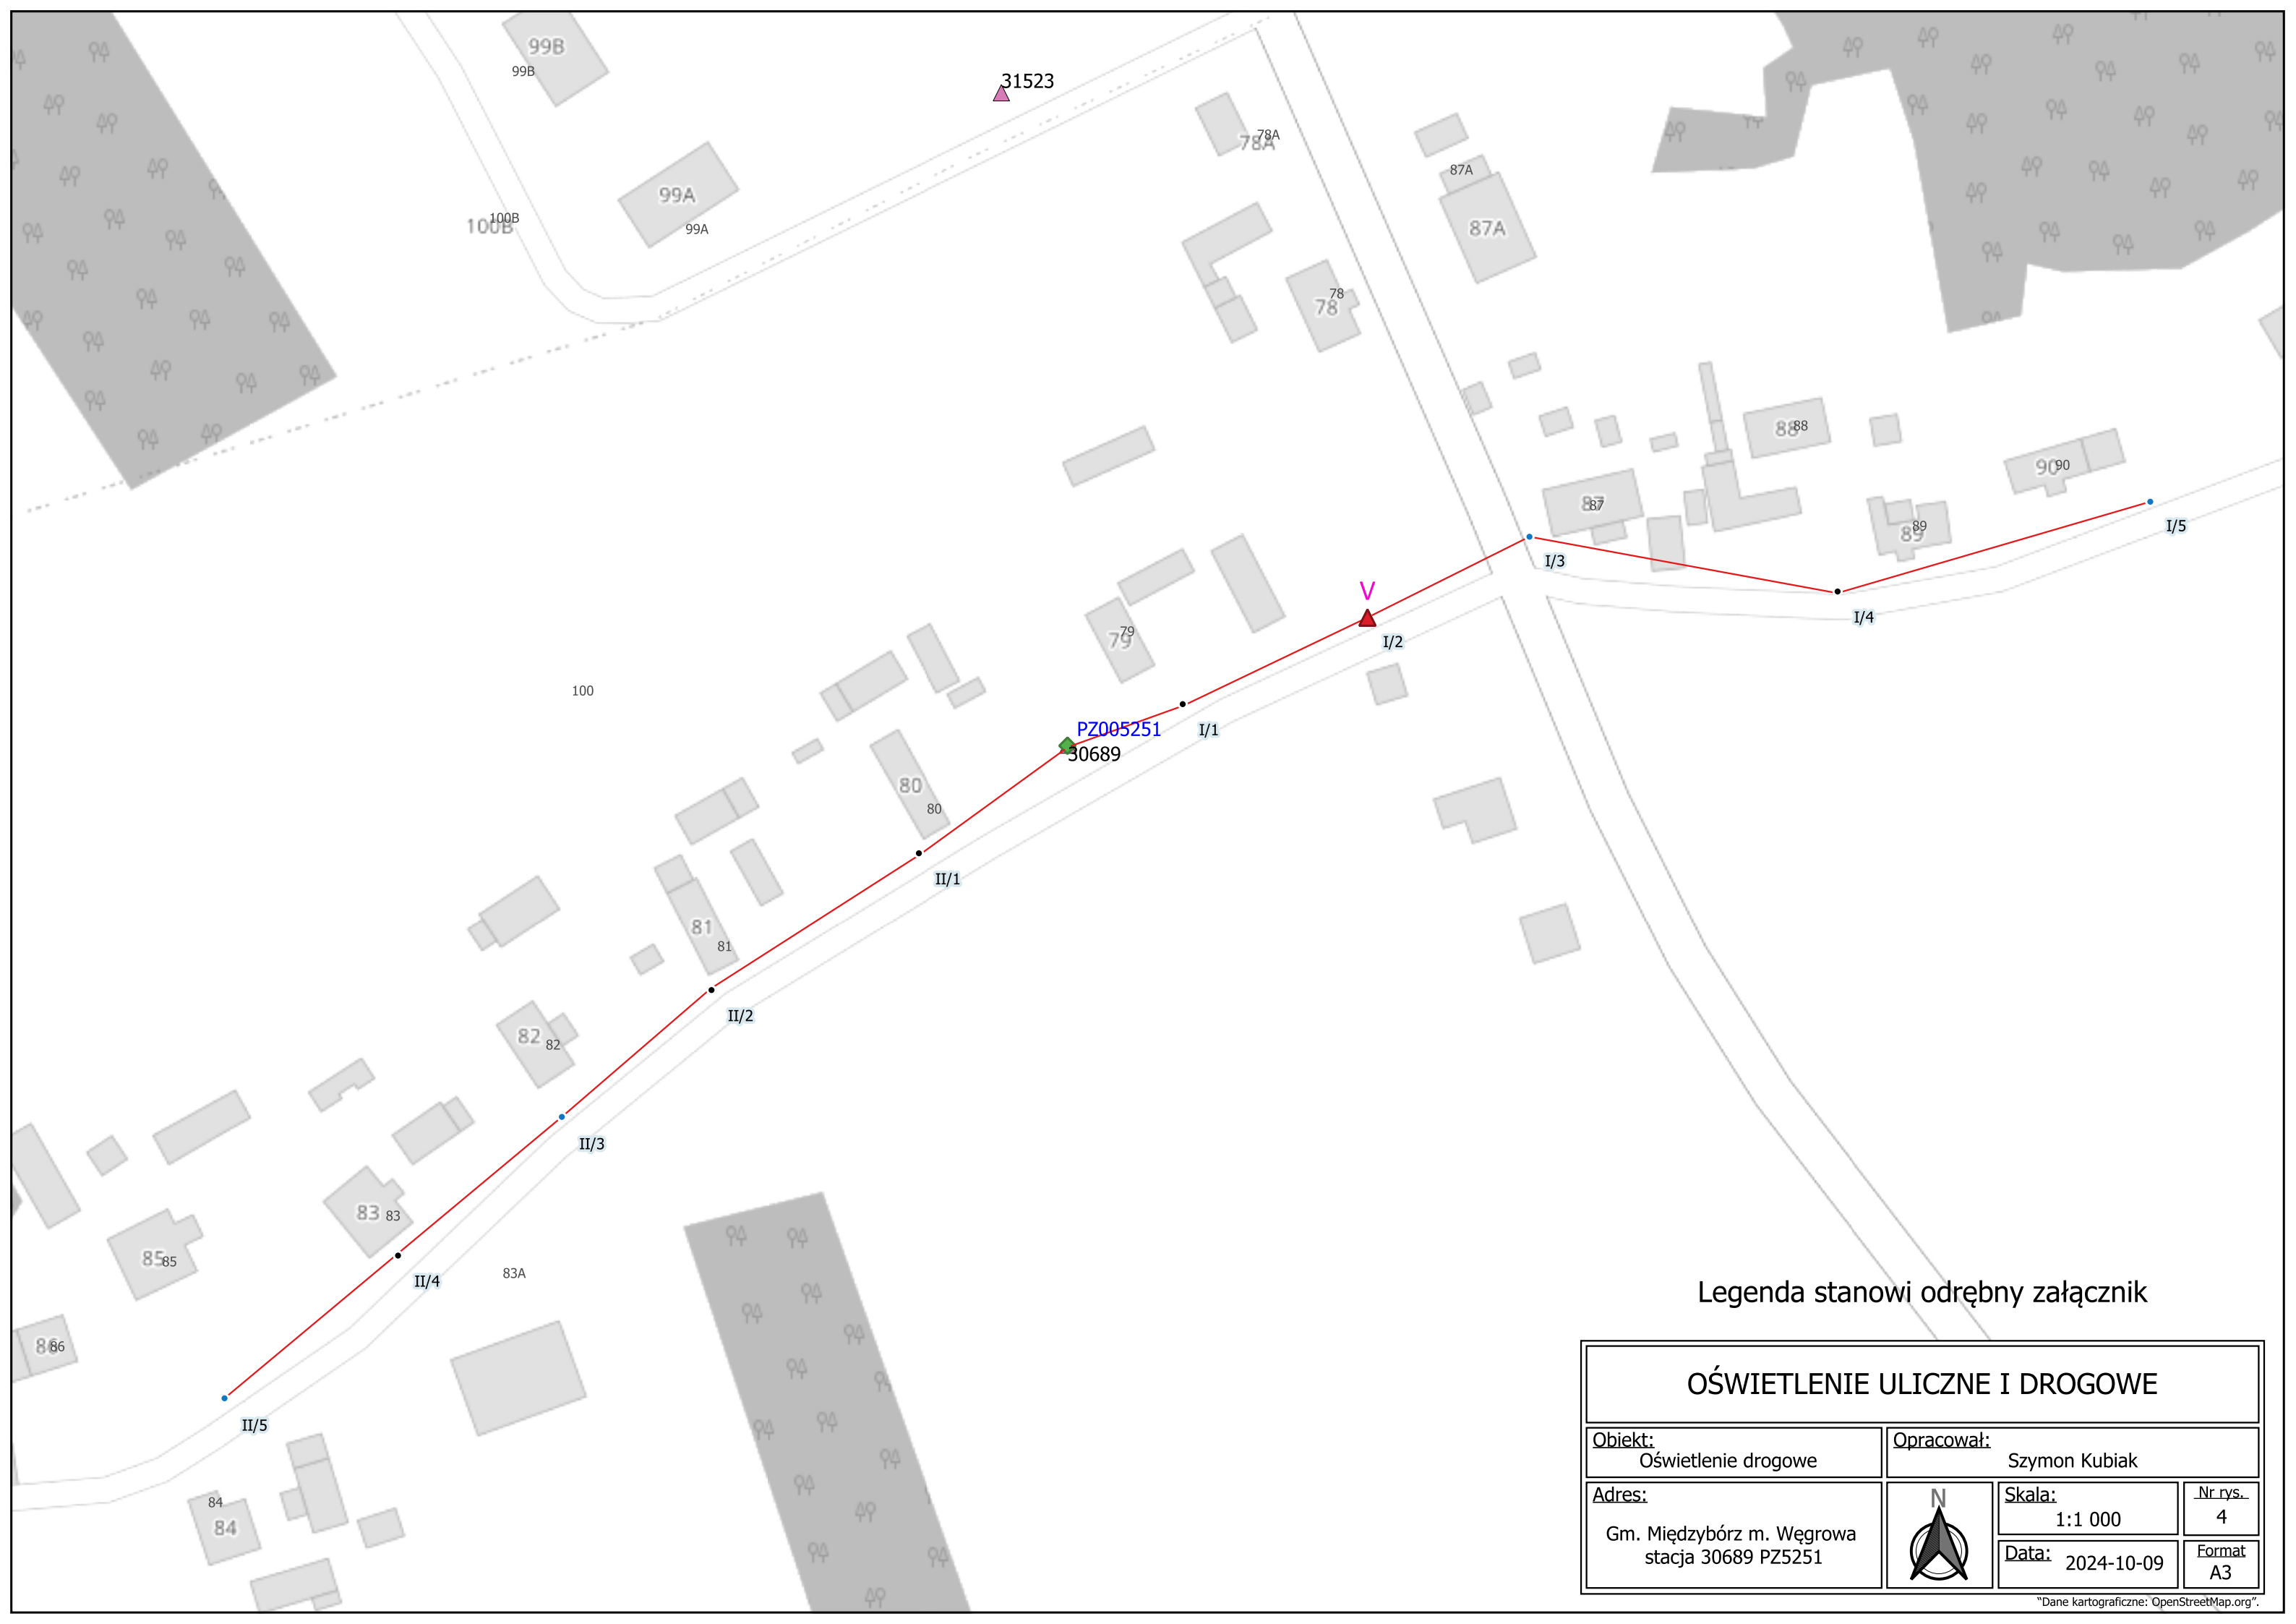 99B
99B
31523
78A
78A
87A
87A
99A
99A
100B
100B
78
78
88
88
90
90
87
87
89
89
I/5
I/3
I/4
V
I/2
79
79
100
PZ005251
30689
I/1
80
80
II/1
81
81
II/2
82
82
II/3
83
83
85
85
II/4
83A
86
86
II/5
84
84
Legenda stanowi odrębny załącznik
OŚWIETLENIE ULICZNE I DROGOWE
Obiekt:
Oświetlenie drogowe
Opracował:
Szymon Kubiak
Adres:
Gm. Międzybórz m. Węgrowa
stacja 30689 PZ5251
N
Skala:
1:1 000
Nr rys.
4
Data: 2024-10-09
Format
A3
"Dane kartograficzne: OpenStreetMap.org".